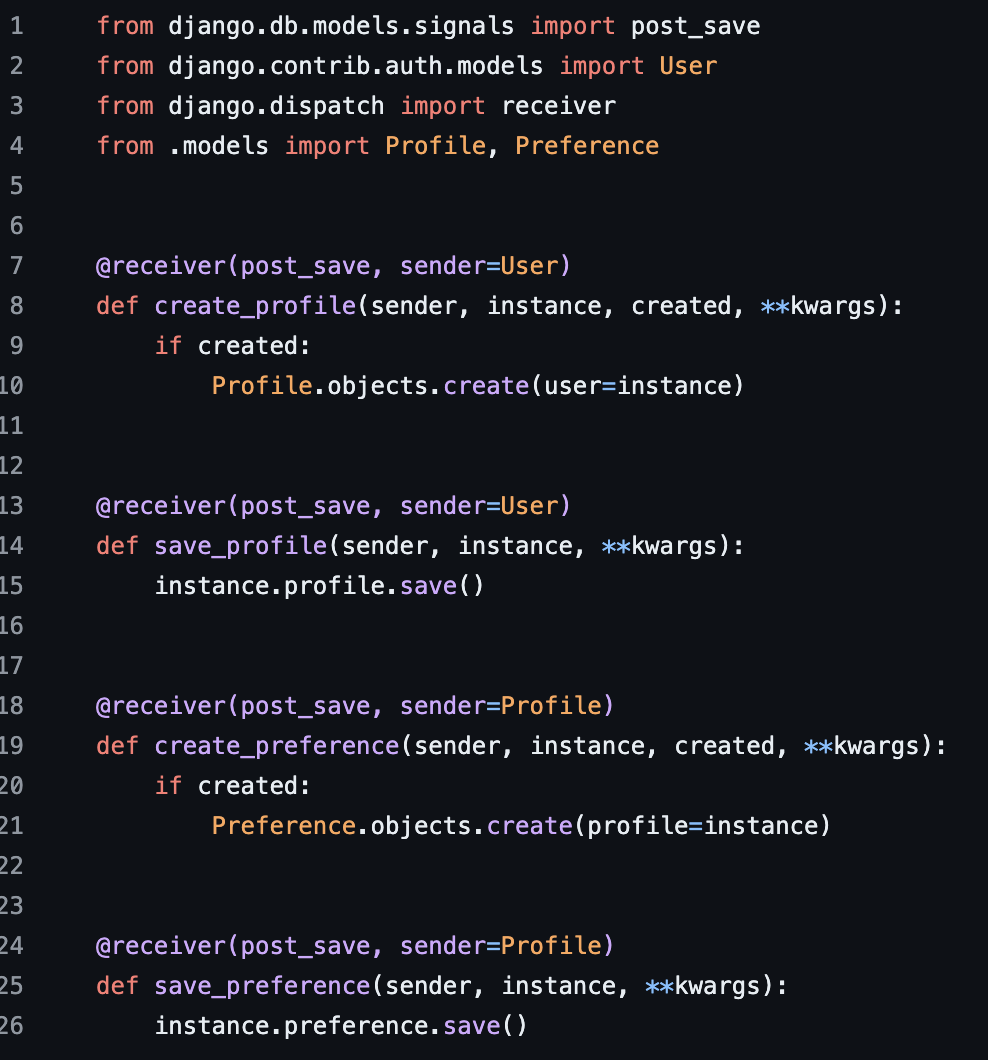 1 from django.db.models.signals import post_save
2 from django.contrib.auth.models import User
3 from django.dispatch import receiver
4 from .models import Profile, Preference
5
6
7 @receiver(post_save, sender=User)
8 def create_profile(sender, instance, created, **kwargs):
9     if created:
10         Profile.objects.create(user=instance)
11
12
13 @receiver(post_save, sender=User)
14 def save_profile(sender, instance, **kwargs):
15     instance.profile.save()
16
17
18 @receiver(post_save, sender=Profile)
19 def create_preference(sender, instance, created, **kwargs):
20     if created:
21         Preference.objects.create(profile=instance)
22
23
24 @receiver(post_save, sender=Profile)
25 def save_preference(sender, instance, **kwargs):
26     instance.preference.save()